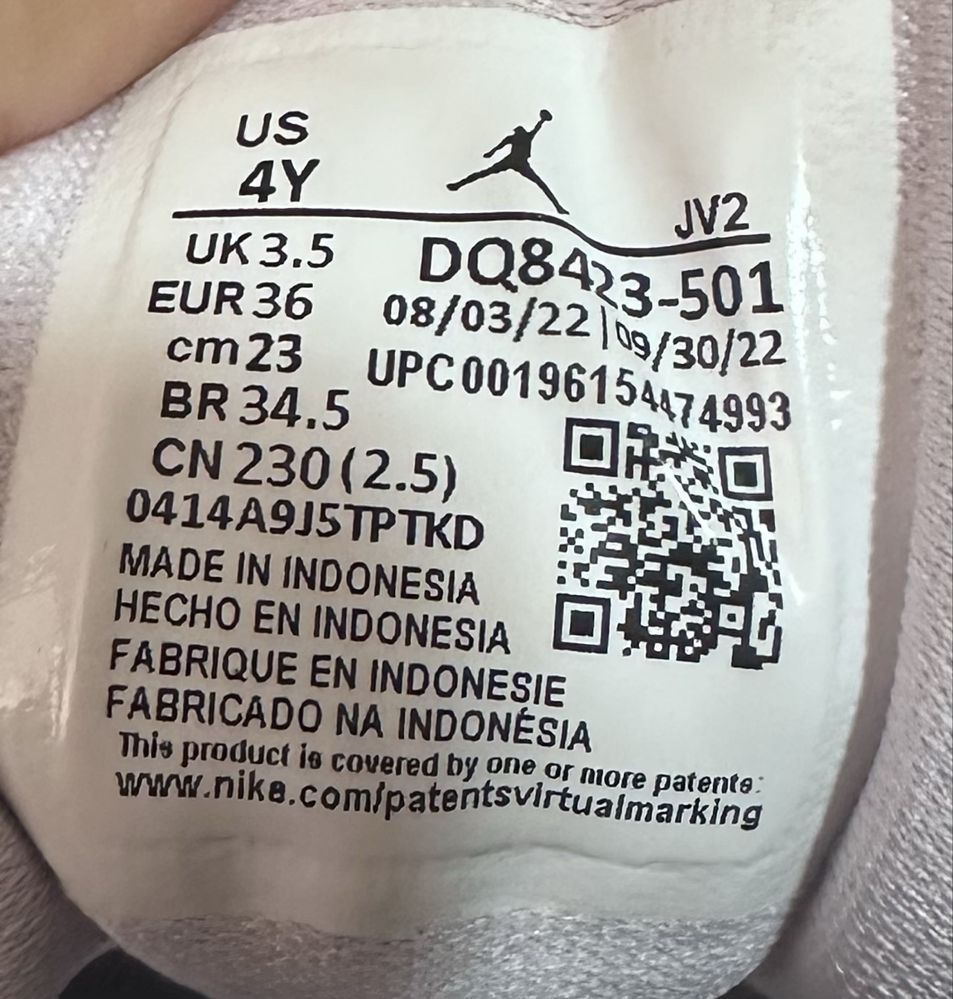 US
4Y
JV2
UK 3.5
DQ8423-501
EUR 36
08/03/22 | 09/30/22
cm 23
UPC 00196154474993
BR 34.5
CN 230 (2.5)
0414A9J5TPTKD
MADE IN INDONESIA
HECHO EN INDONESIA
FABRIQUE EN INDONESIE
FABRICADO NA INDONÉSIA
This product is covered by one or more patents:
www.nike.com/patentsvirtualmarking